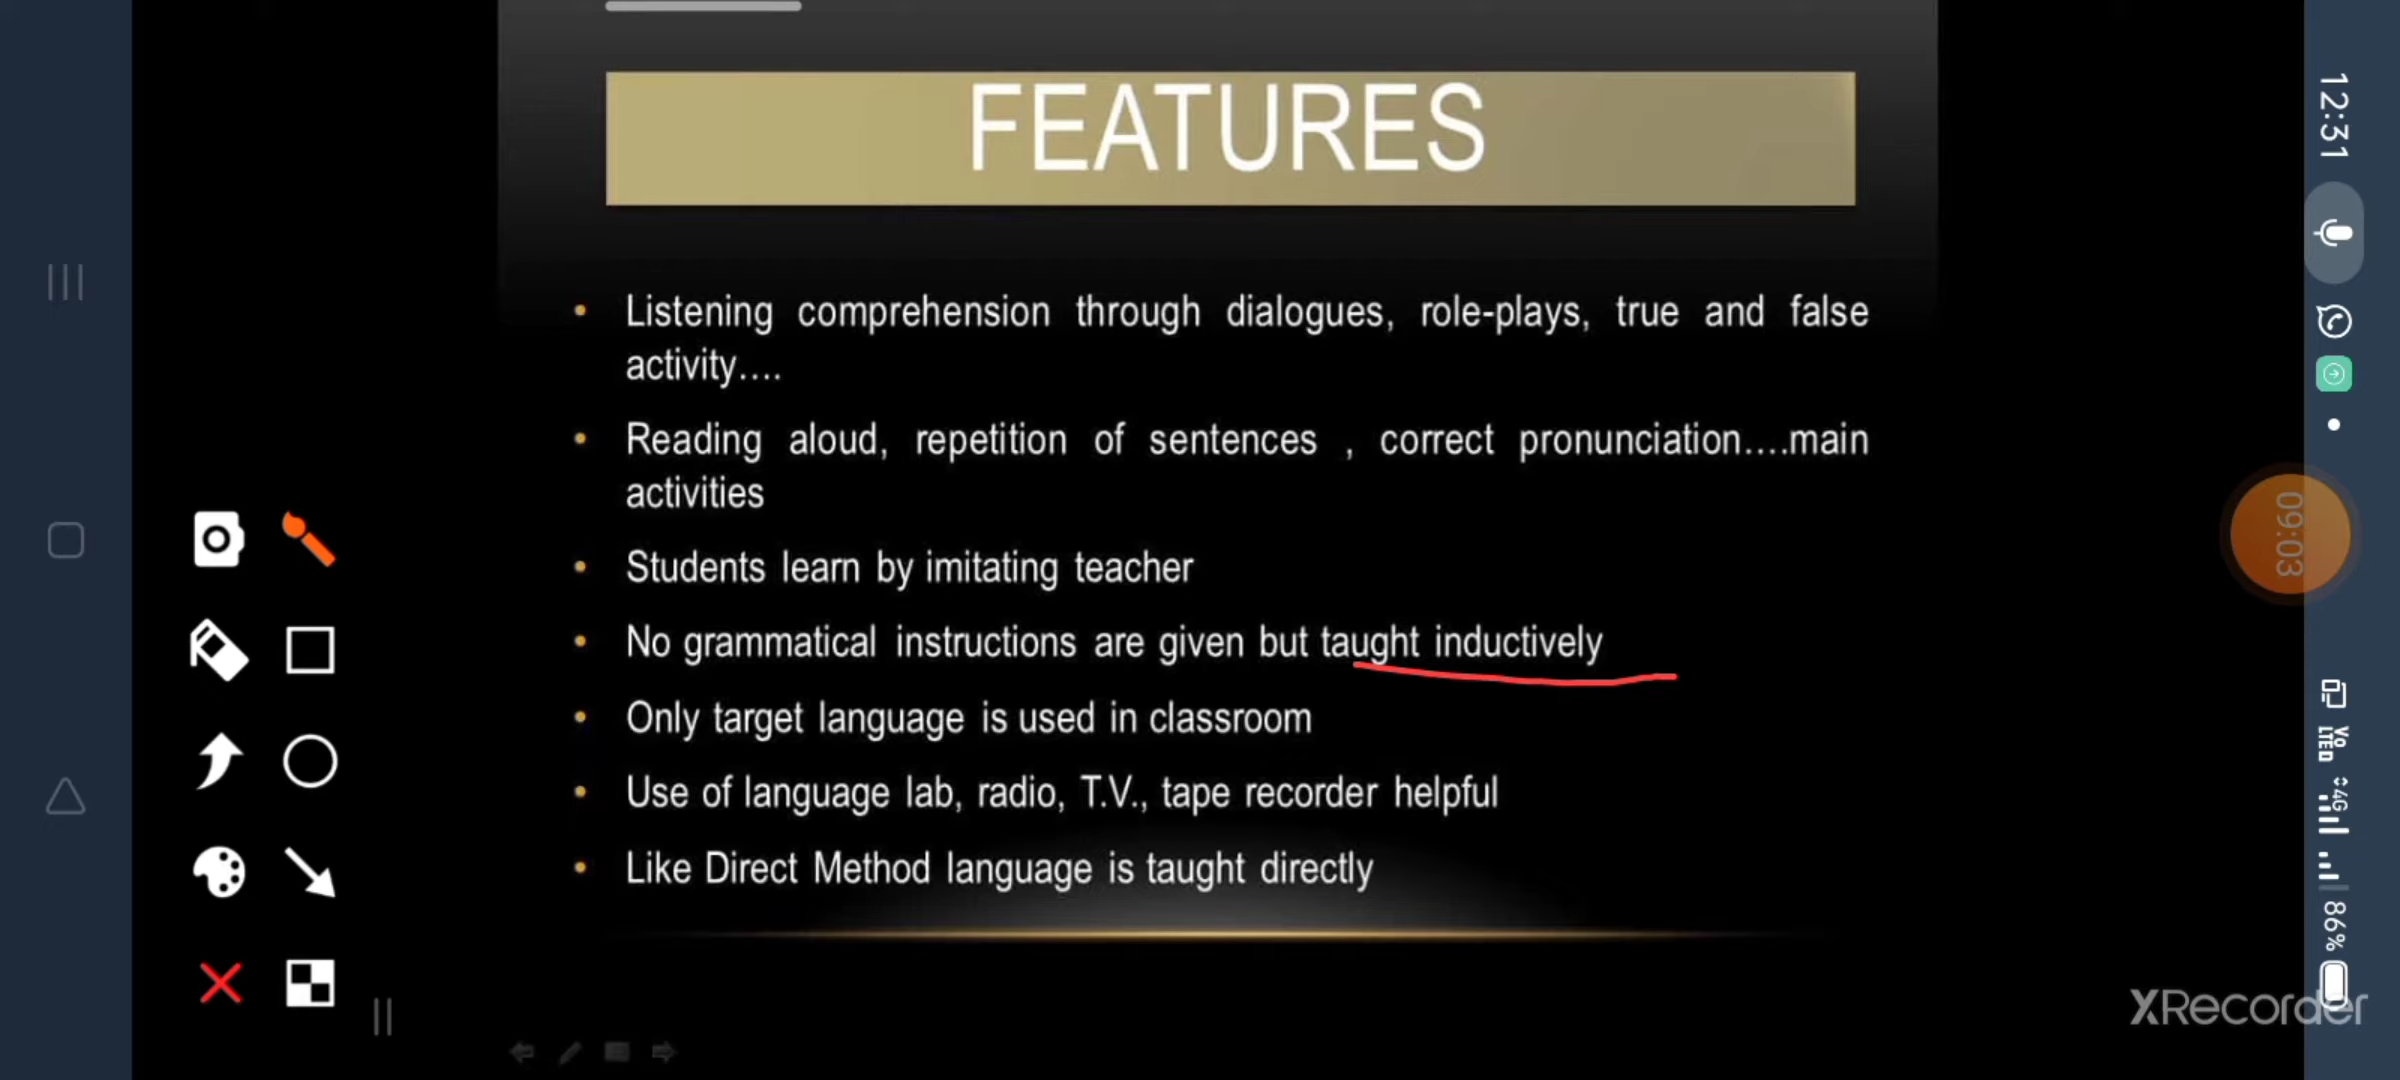 FEATURES
• Listening comprehension through dialogues, role-plays, true and false
activity....
• Reading aloud, repetition of sentences , correct pronunciation....main
activities
• Students learn by imitating teacher
• No grammatical instructions are given but taught inductively
• Only target language is used in classroom
• Use of language lab, radio, T.V., tape recorder helpful
• Like Direct Method language is taught directly
12:31
09:03
Vo
LTE D
4G
86%
XRecorder